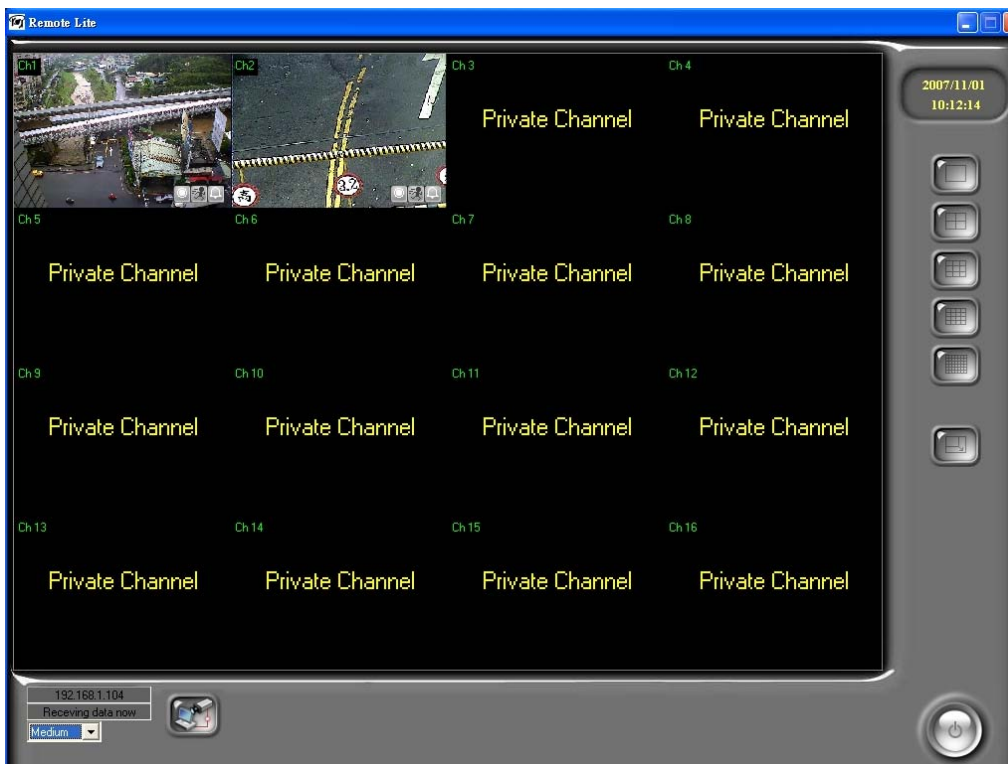 Remote Lite
2007/11/01
10:12:14
Ch1
Ch2
Ch 3
Private Channel
Ch 4
Private Channel
高
3.2
Ch 5
Private Channel
Ch 6
Private Channel
Ch 7
Private Channel
Ch 8
Private Channel
Ch 9
Private Channel
Ch 10
Private Channel
Ch 11
Private Channel
Ch 12
Private Channel
Ch 13
Private Channel
Ch 14
Private Channel
Ch 15
Private Channel
Ch 16
Private Channel
192.168.1.104
Receving data now
Medium